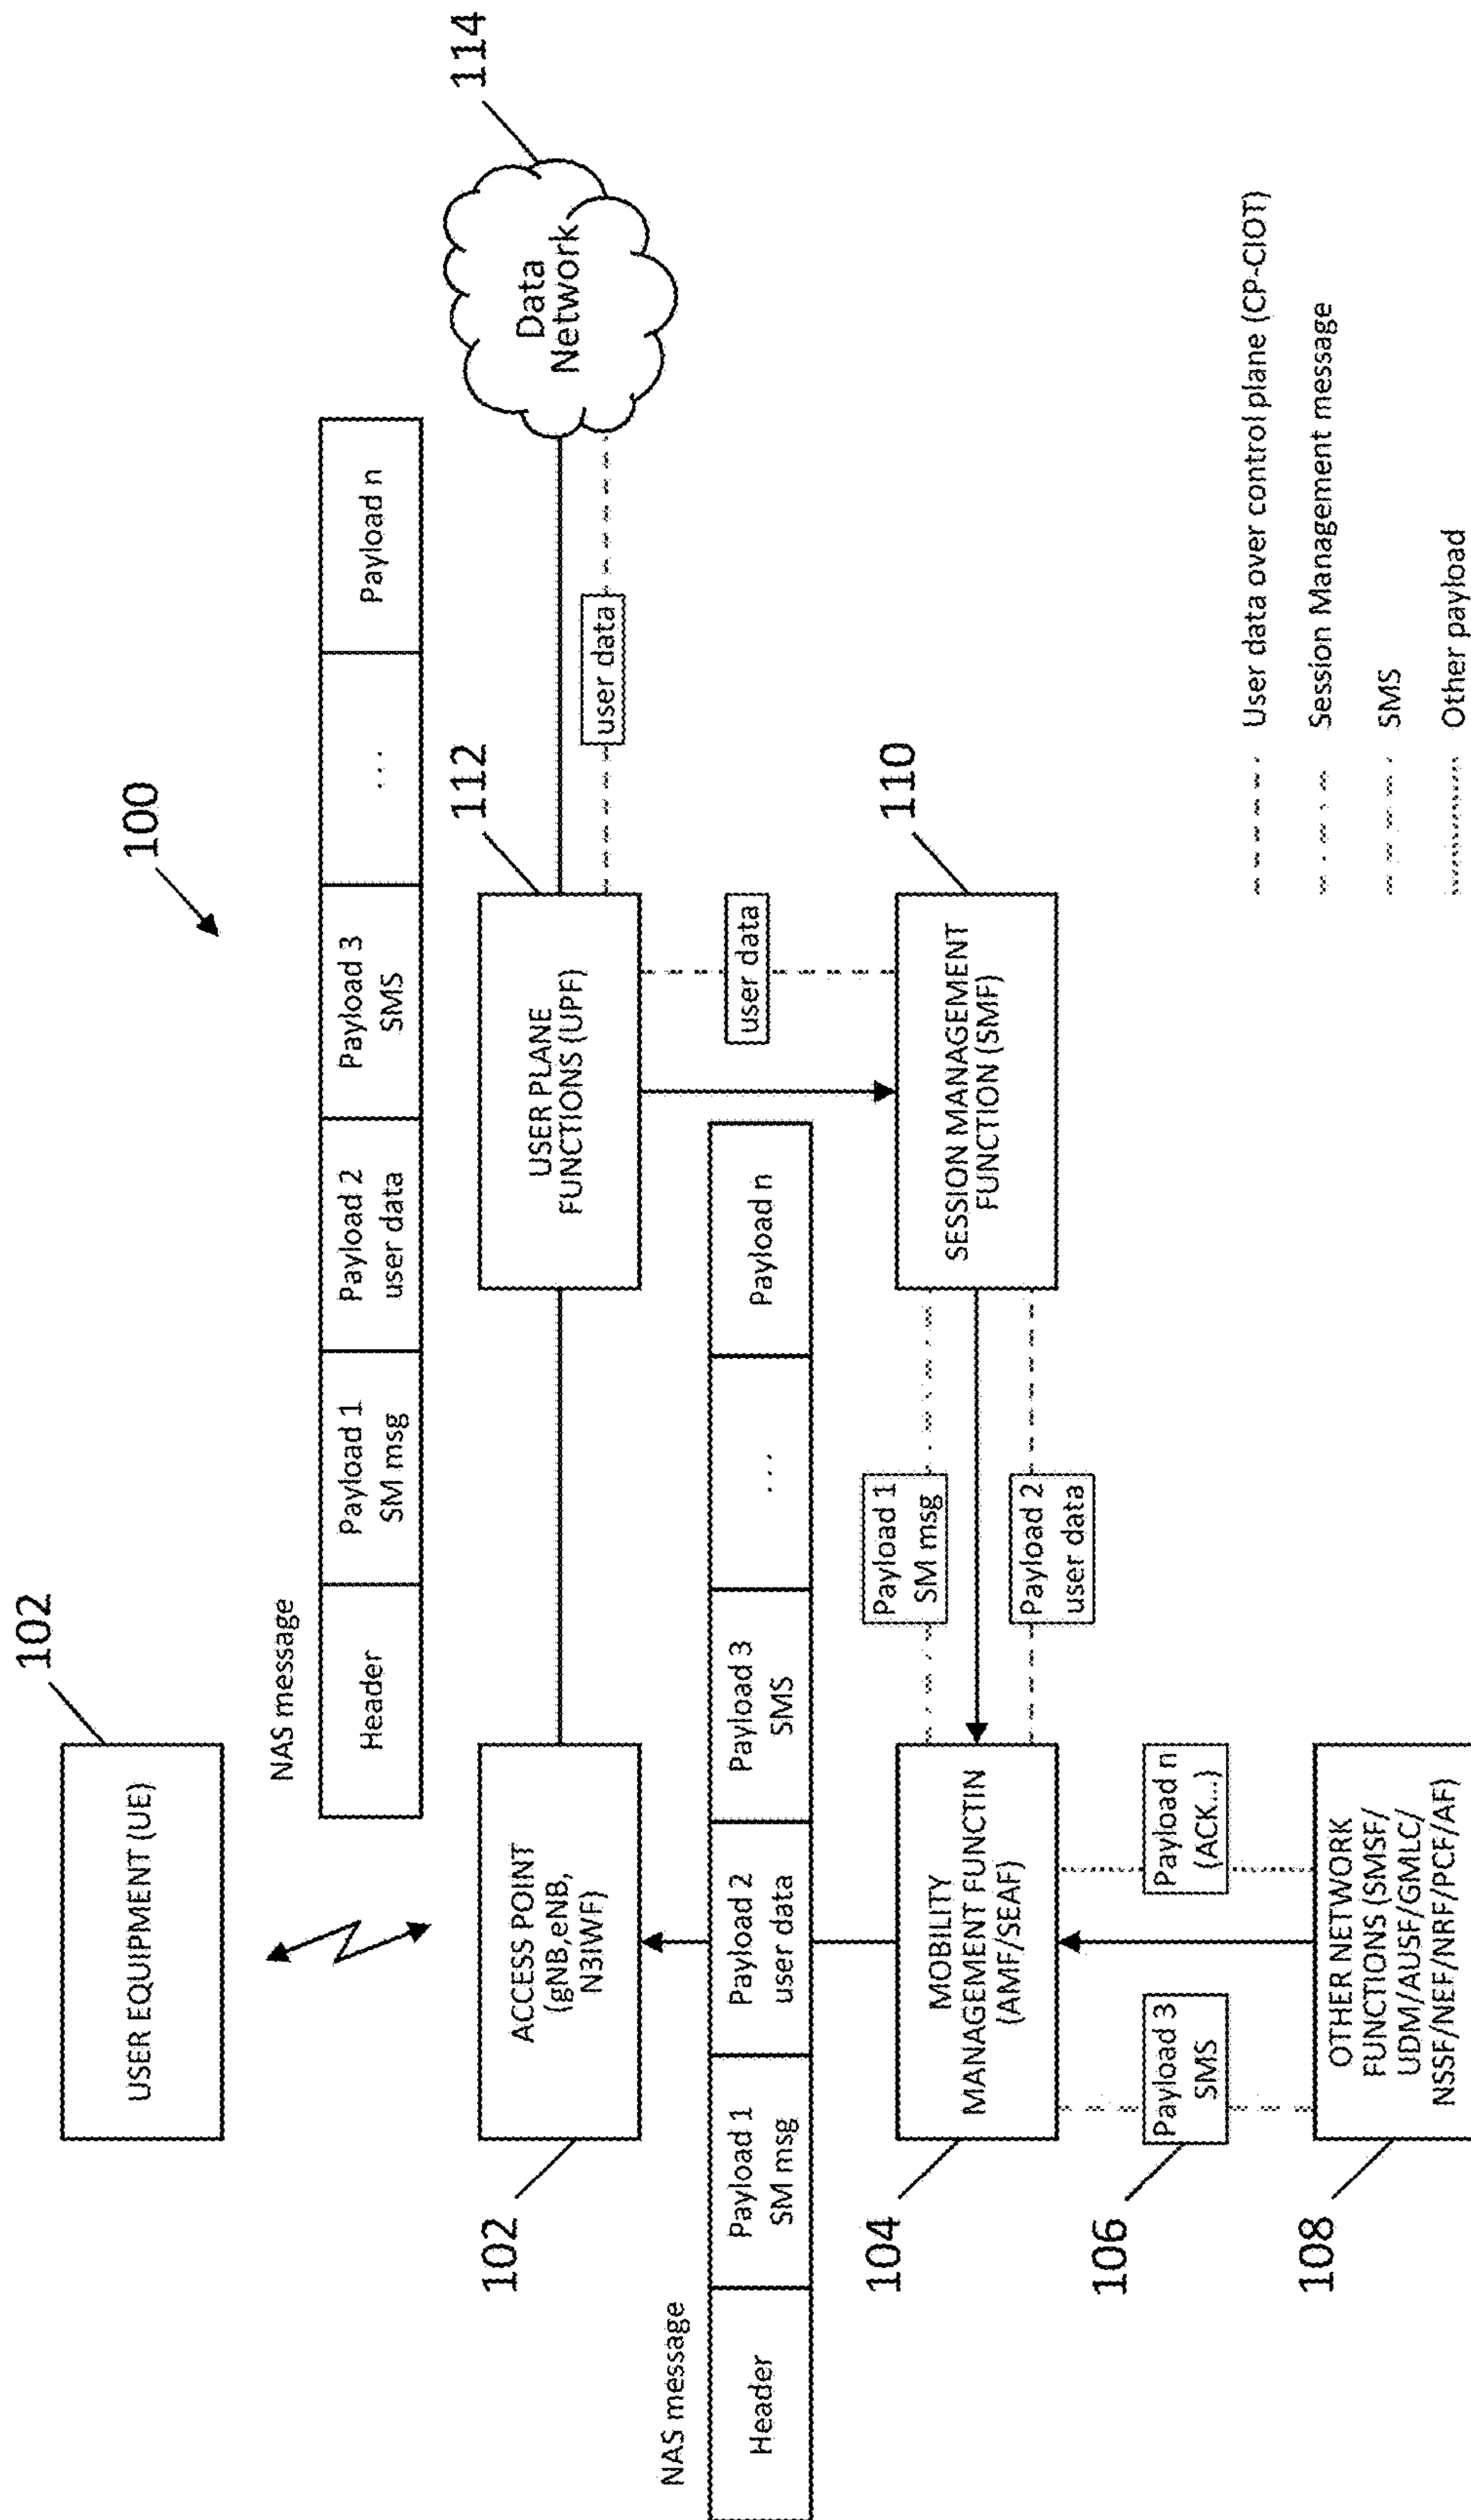 100
102
USER EQUIPMENT (UE)
NAS message
Header
Payload 1
SM msg
Payload 2
user data
Payload 3
SMS
...
Payload n
102
ACCESS POINT
(gNB,eNB,
N3IWF)
112
USER PLANE
FUNCTIONS (UPF)
user data
114
Data
Network
NAS message
Header
Payload 1
SM msg
Payload 2
user data
Payload 3
SMS
...
Payload n
user data
104
MOBILITY
MANAGEMENT FUNCTIN
(AMF/SEAF)
Payload 1
SM msg
Payload 2
user data
110
SESSION MANAGEMENT
FUNCTION (SMF)
106
Payload 3
SMS
Payload n
(ACK...)
108
OTHER NETWORK
FUNCTIONS (SMSF/
UDM/AUSF/GMLC/
NSSF/NEF/NRF/PCF/AF)
User data over control plane (CP-CIOT)
Session Management message
SMS
Other payload